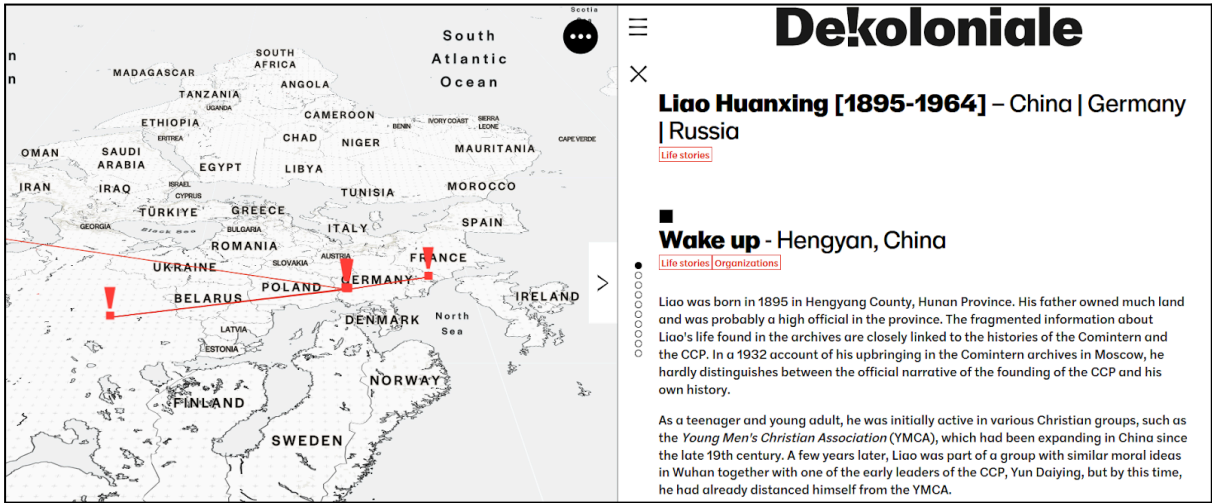 Scotia
Sea
South
Atlantic
Ocean
n
n
SOUTH
AFRICA
MADAGASCAR
ANGOLA
TANZANIA
UGANDA
CAMEROON
IVORY COAST
SIERRA
LEONE
ETHIOPIA
BENIN
ERITREA
CHAD
NIGER
MAURITANIA
CAPE VERDE
OMAN
SAUDI
ARABIA
EGYPT
LIBYA
IRAN
IRAQ
ISRAEL
CYPRUS
TUNISIA
MOROCCO
TÜRKIYE
GREECE
SPAIN
GEORGIA
Black Sea
BULGARIA
ITALY
ROMANIA
AUSTRIA
FRANCE
UKRAINE
SLOVAKIA
GERMANY
POLAND
BELARUS
IRELAND
DENMARK
North
Sea
LATVIA
ESTONIA
NORWAY
FINLAND
SWEDEN
De!koloniale
Liao Huanxing [1895-1964] – China | Germany
| Russia
Life stories
Wake up - Hengyan, China
Life stories Organizations
Liao was born in 1895 in Hengyang County, Hunan Province. His father owned much land
and was probably a high official in the province. The fragmented information about
Liao's life found in the archives are closely linked to the histories of the Comintern and
the CCP. In a 1932 account of his upbringing in the Comintern archives in Moscow, he
hardly distinguishes between the official narrative of the founding of the CCP and his
own history.
As a teenager and young adult, he was initially active in various Christian groups, such as
the Young Men's Christian Association (YMCA), which had been expanding in China since
the late 19th century. A few years later, Liao was part of a group with similar moral ideas
in Wuhan together with one of the early leaders of the CCP, Yun Daiying, but by this time,
he had already distanced himself from the YMCA.